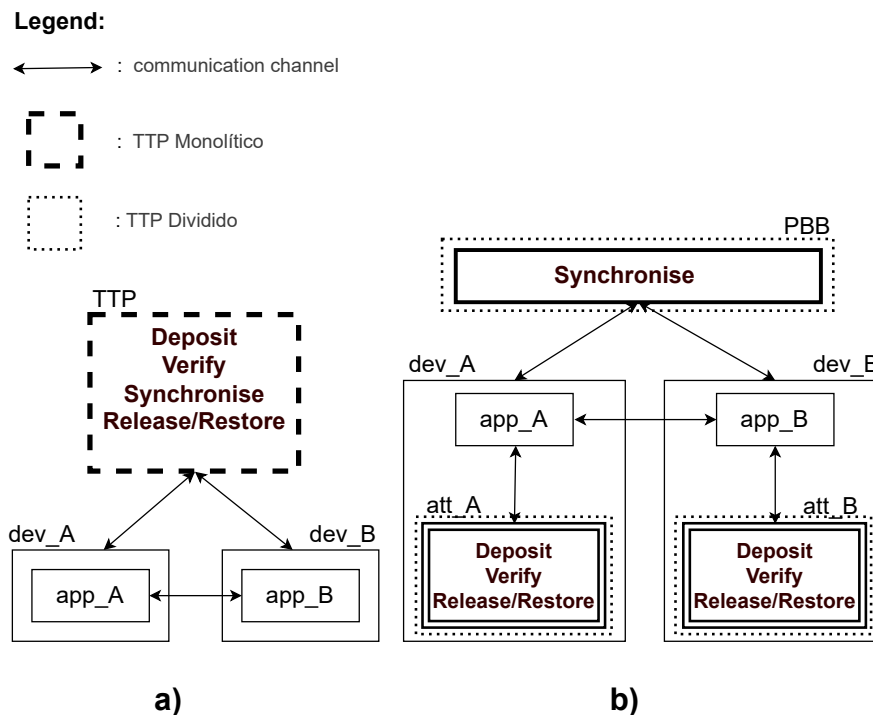 Legend:
: communication channel
: TTP Monolítico
: TTP Dividido
TTP
Deposit
Verify
Synchronise
Release/Restore
dev_A
dev_B
app_A
app_B
a)
PBB
Synchronise
dev_A
dev_B
app_A
app_B
att_A
att_B
Deposit
Verify
Release/Restore
Deposit
Verify
Release/Restore
b)